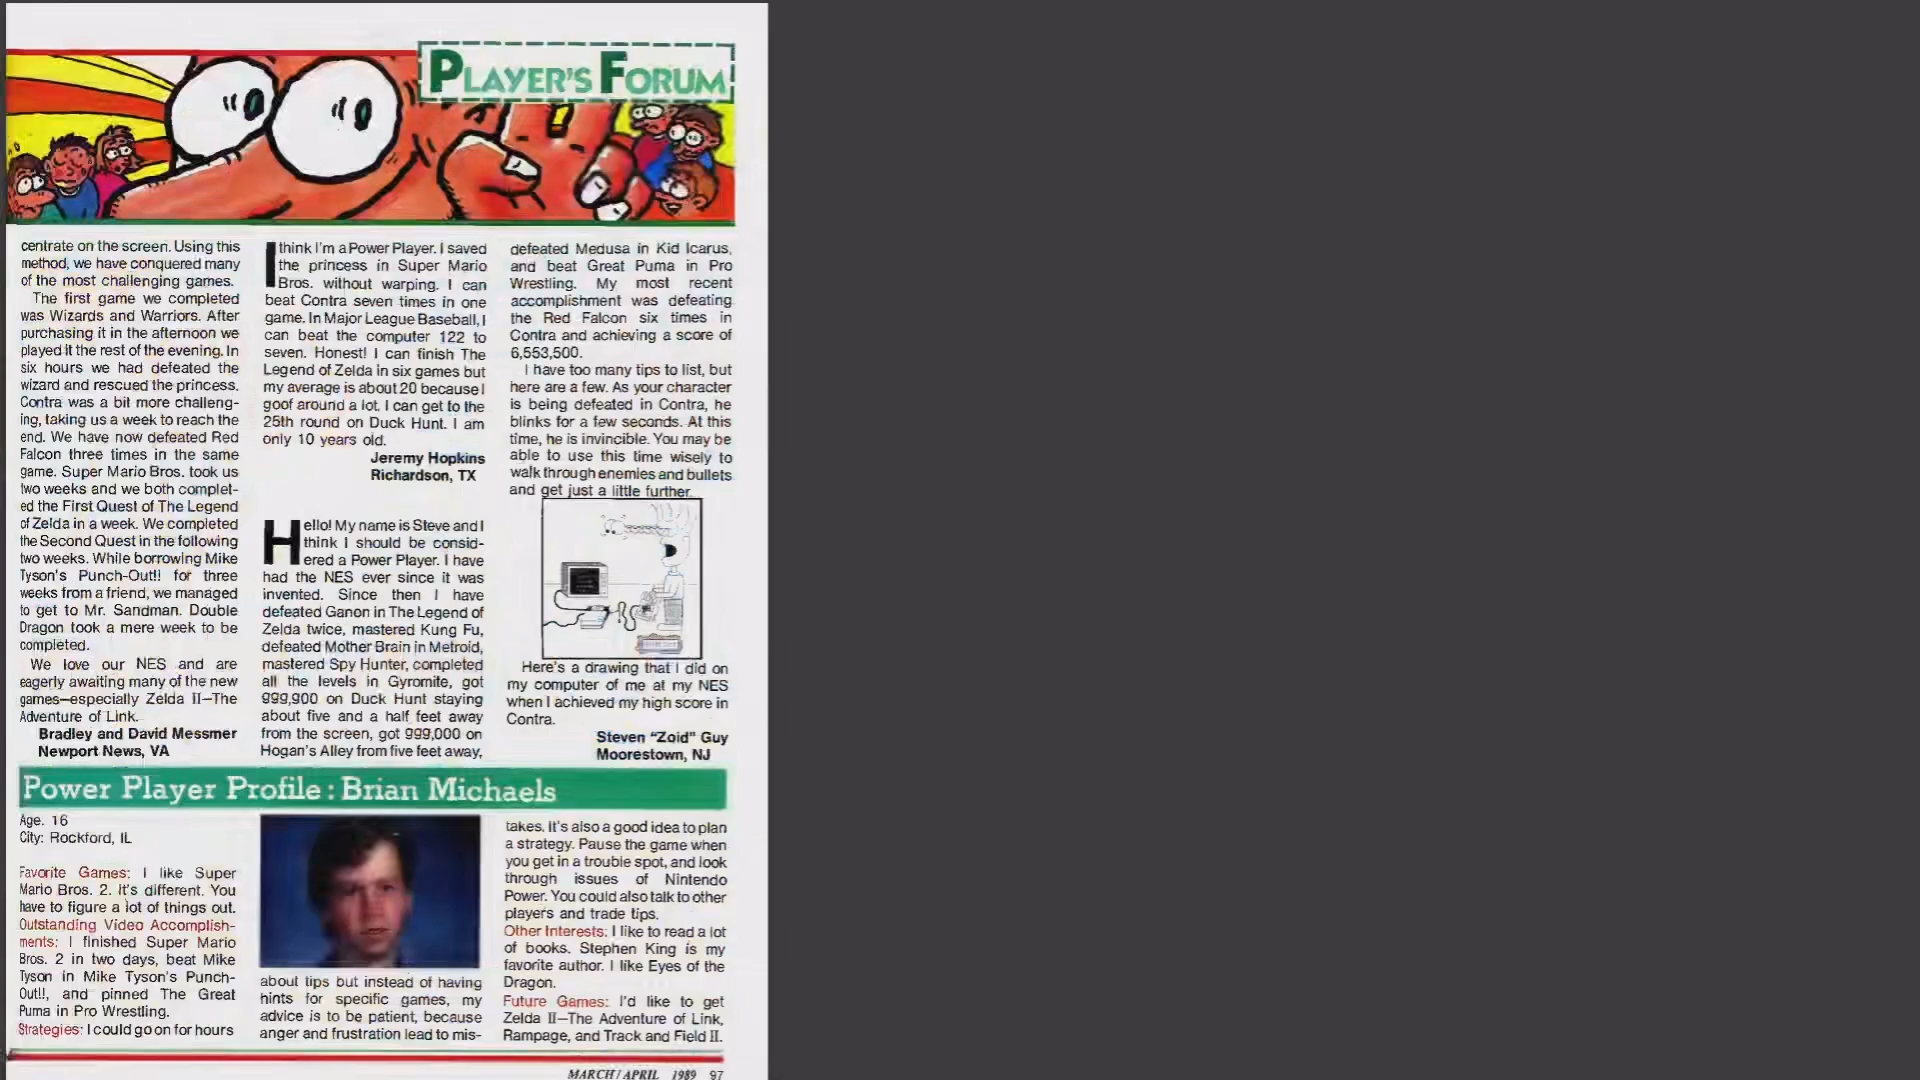 PLAYER'S FORUM
centrate on the screen. Using this
method, we have conquered many
of the most challenging games.
The first game we completed
was Wizards and Warriors. After
purchasing it in the afternoon we
played it the rest of the evening. In
six hours we had defeated the
wizard and rescued the princess.
Contra was a bit more challeng-
ing, taking us a week to reach the
end. We have now defeated Red
Falcon three times in the same
game. Super Mario Bros. took us
two weeks and we both complet-
ed the First Quest of The Legend
of Zelda in a week. We completed
the Second Quest in the following
two weeks. While borrowing Mike
Tyson's Punch-Out!! for three
weeks from a friend, we managed
to get to Mr. Sandman. Double
Dragon took a mere week to be
completed.
We love our NES and are
eagerly awaiting many of the new
games—especially Zelda II—The
Adventure of Link.
Bradley and David Messmer
Newport News, VA
I think I'm a Power Player. I saved
the princess in Super Mario
Bros. without warping. I can
beat Contra seven times in one
game. In Major League Baseball, I
can beat the computer 122 to
seven. Honest! I can finish The
Legend of Zelda in six games but
my average is about 20 because I
goof around a lot. I can get to the
25th round on Duck Hunt. I am
only 10 years old.
Jeremy Hopkins
Richardson, TX
Hello! My name is Steve and I
think I should be consid-
ered a Power Player. I have
had the NES ever since it was
invented. Since then I have
defeated Ganon in The Legend of
Zelda twice, mastered Kung Fu,
defeated Mother Brain in Metroid,
mastered Spy Hunter, completed
all the levels in Gyromite, got
999,900 on Duck Hunt staying
about five and a half feet away
from the screen, got 999,000 on
Hogan's Alley from five feet away,
defeated Medusa in Kid Icarus,
and beat Great Puma in Pro
Wrestling. My most recent
accomplishment was defeating
the Red Falcon six times in
Contra and achieving a score of
6,553,500.
I have too many tips to list, but
here are a few. As your character
is being defeated in Contra, he
blinks for a few seconds. At this
time, he is invincible. You may be
able to use this time wisely to
walk through enemies and bullets
and get just a little further.
Here's a drawing that I did on
my computer of me at my NES
when I achieved my high score in
Contra.
Steven "Zoid" Guy
Moorestown, NJ
Power Player Profile: Brian Michaels
Age. 16
City: Rockford, IL
Favorite Games: I like Super
Mario Bros. 2. It's different. You
have to figure a lot of things out.
Outstanding Video Accomplish-
ments: I finished Super Mario
Bros. 2 in two days, beat Mike
Tyson in Mike Tyson's Punch-
Out!!, and pinned The Great
Puma in Pro Wrestling.
Strategies: I could go on for hours
about tips but instead of having
hints for specific games, my
advice is to be patient, because
anger and frustration lead to mis-
takes. It's also a good idea to plan
a strategy. Pause the game when
you get in a trouble spot, and look
through issues of Nintendo
Power. You could also talk to other
players and trade tips.
Other Interests: I like to read a lot
of books. Stephen King is my
favorite author. I like Eyes of the
Dragon.
Future Games: I'd like to get
Zelda II—The Adventure of Link,
Rampage, and Track and Field II.
MARCH/APRIL 1989 97